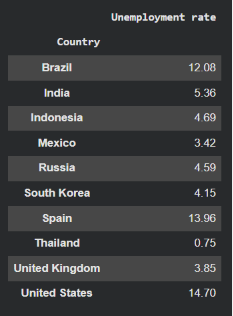 Unemployment rate
Country
Brazil 12.08
India 5.36
Indonesia 4.69
Mexico 3.42
Russia 4.59
South Korea 4.15
Spain 13.96
Thailand 0.75
United Kingdom 3.85
United States 14.70